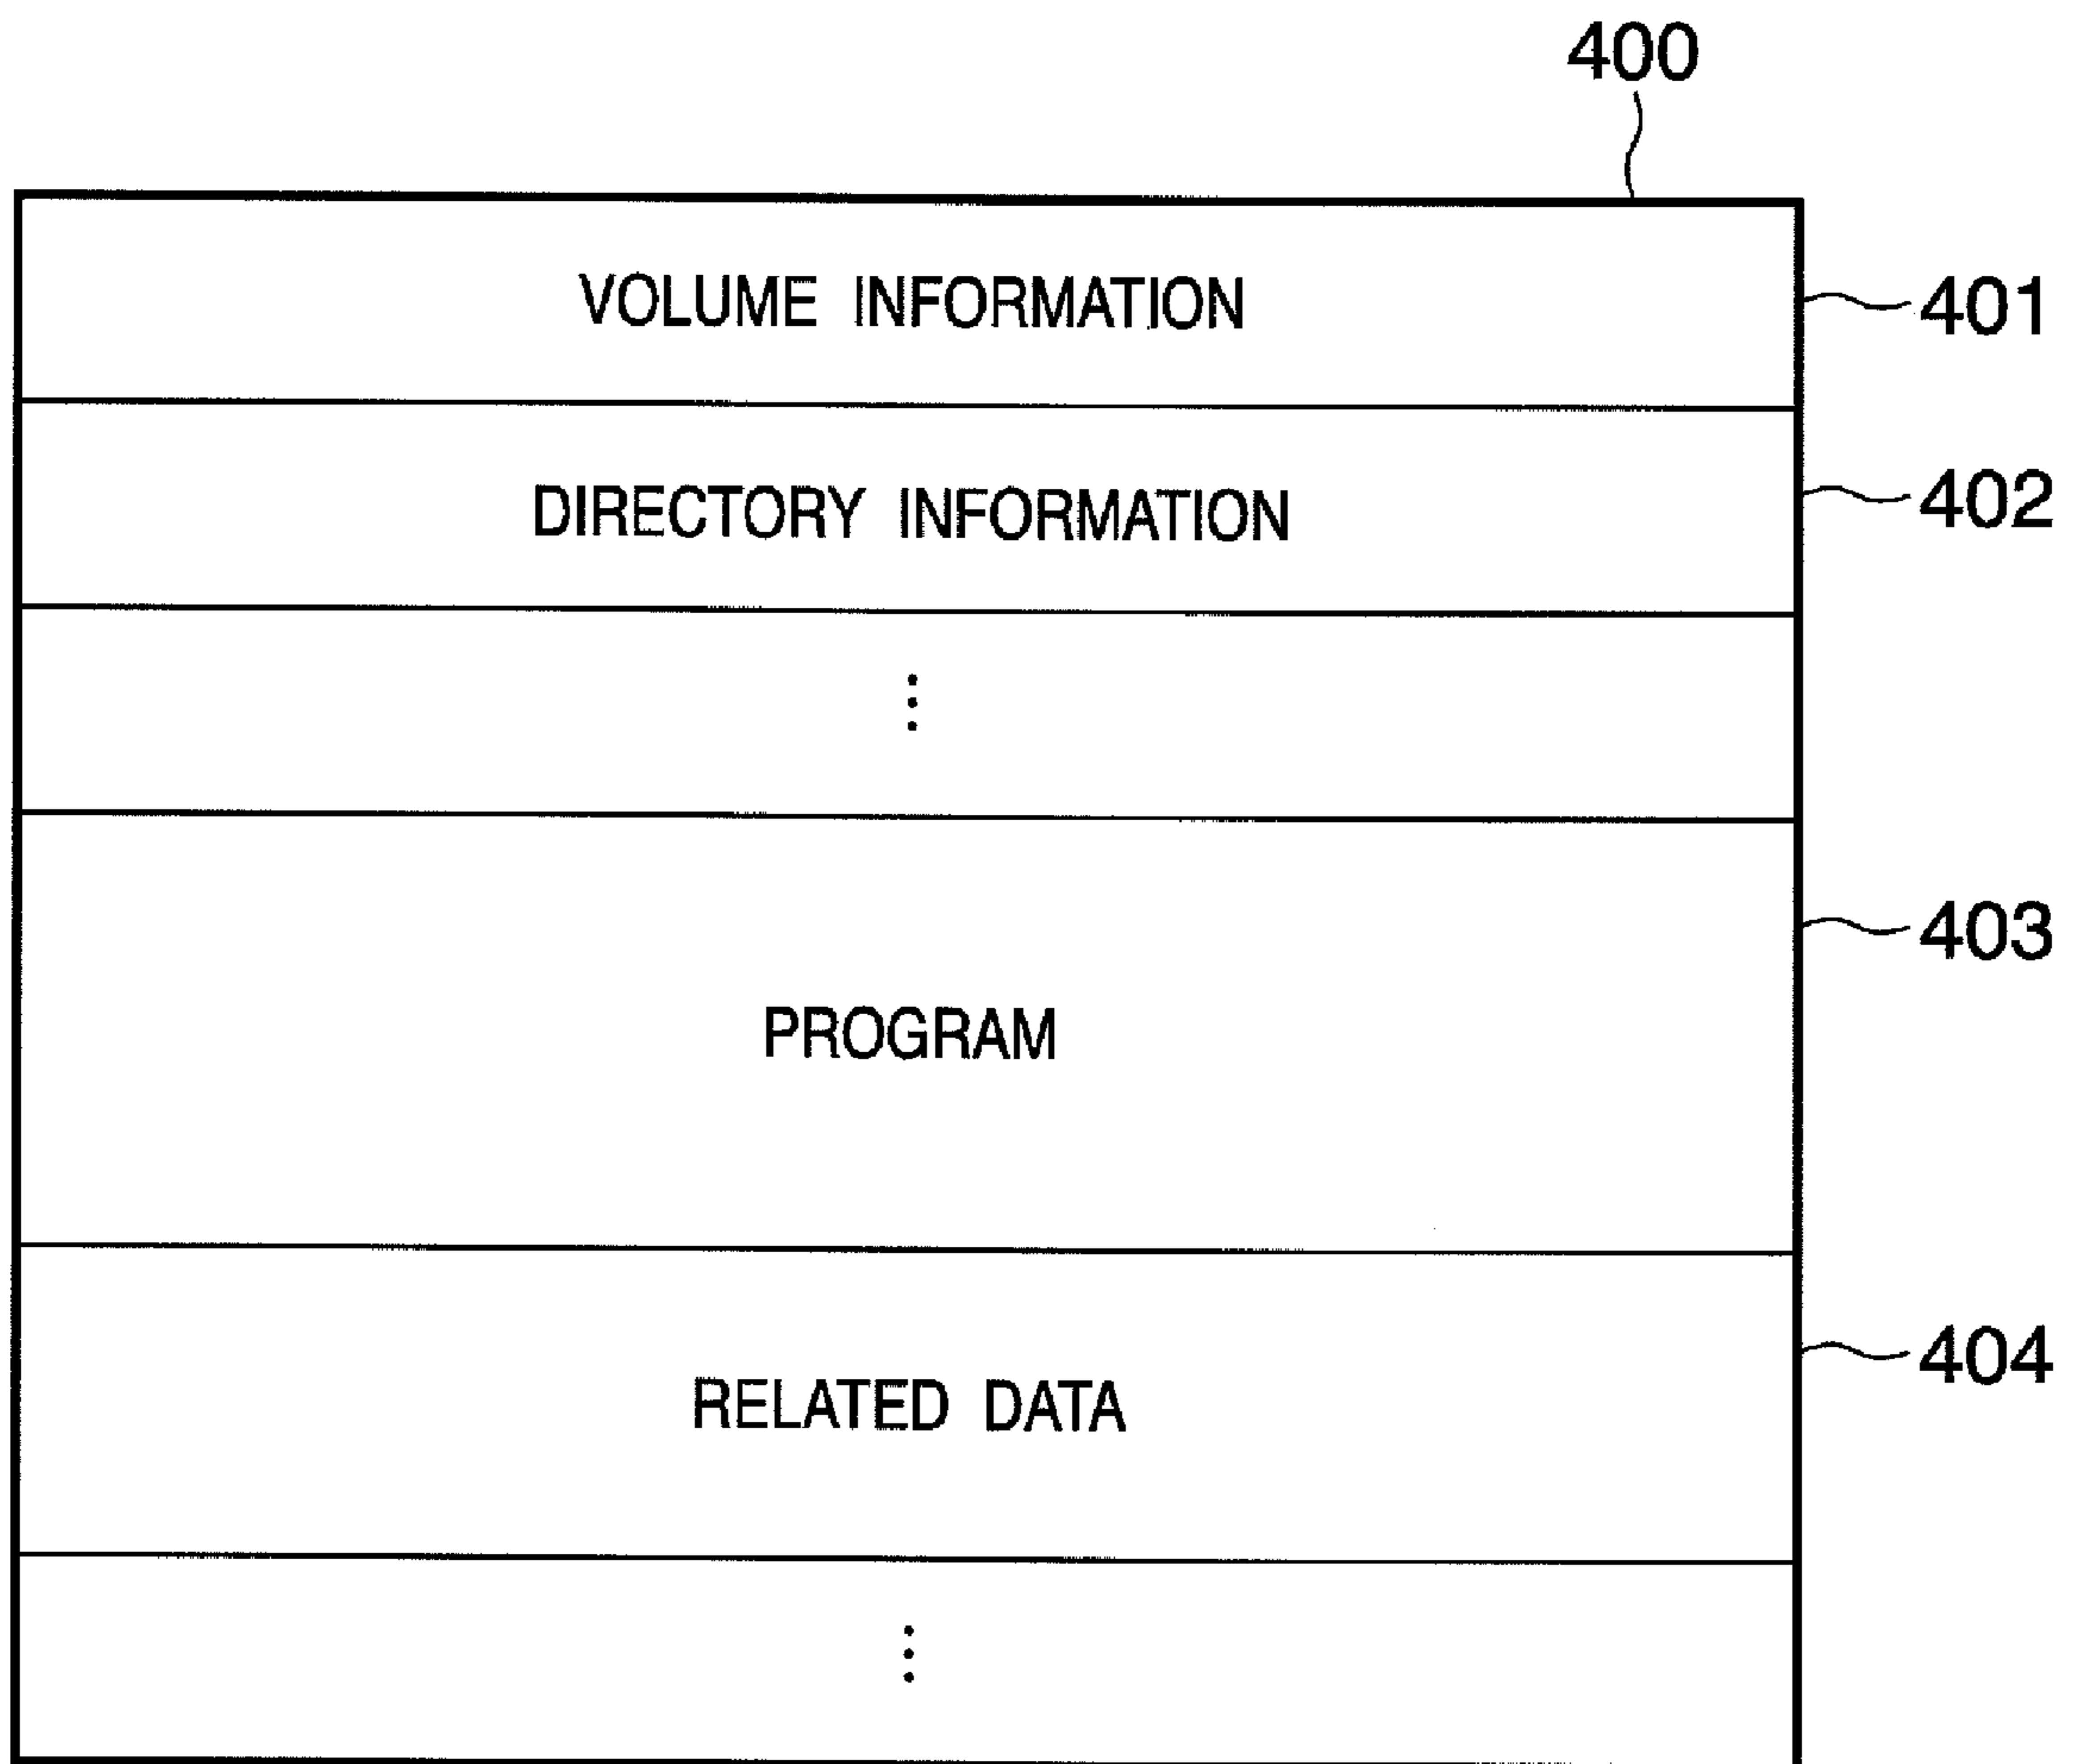 400
VOLUME INFORMATION
401
DIRECTORY INFORMATION
402
PROGRAM
403
RELATED DATA
404